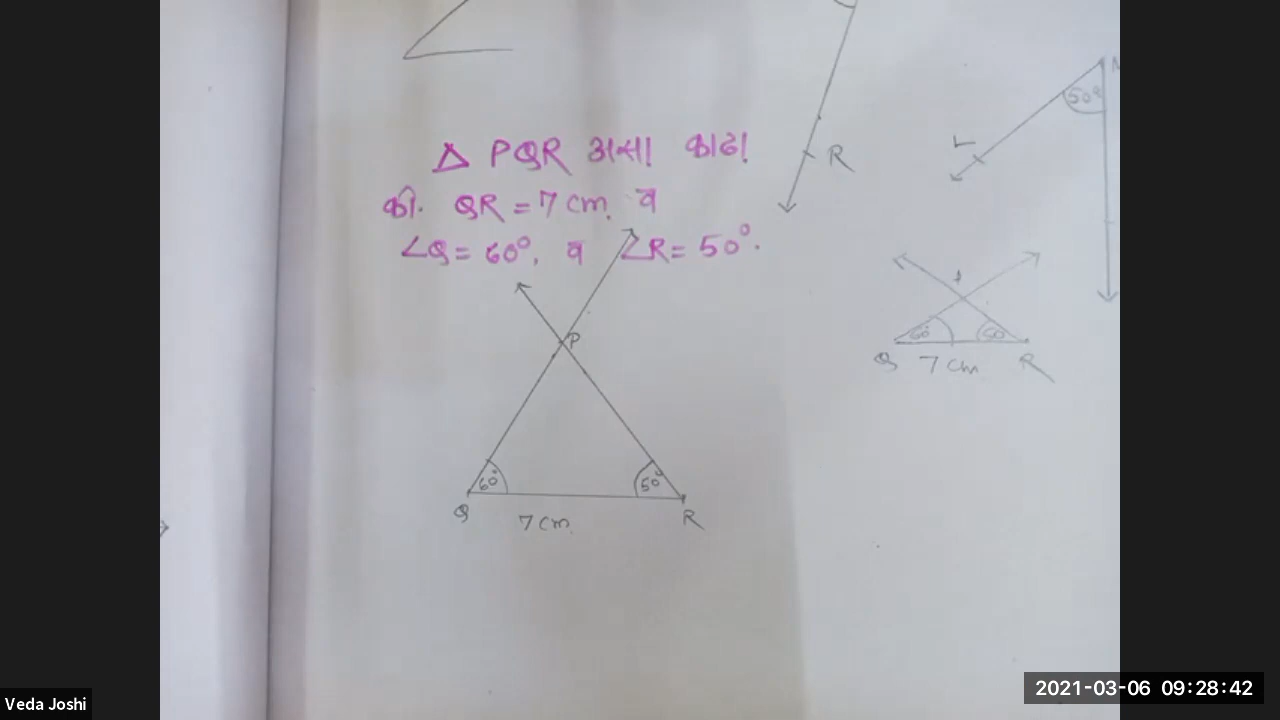 △ PQR असा काढा
की. QR = 7 cm. व
∠Q = 60°. व ∠R = 50°.
R
50°
L
P
60° 50°
Q 7 cm R
60° 50°
Q 7 cm R
Veda Joshi
2021-03-06 09:28:42